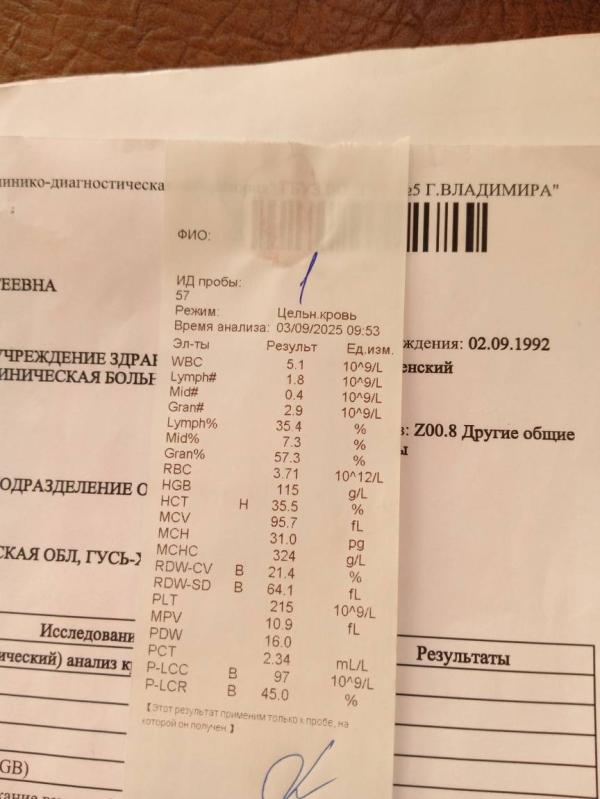 линико-диагностическа
№5 Г.ВЛАДИМИРА"
ФИО:
1
ИД пробы:
57
Режим: Цельн.кровь
Время анализа: 03/09/2025 09:53
Эл-ты Результ Ед.изм.
WBC 5.1 10^9/L
Lymph# 1.8 10^9/L
Mid# 0.4 10^9/L
Gran# 2.9 10^9/L
Lymph% 35.4 %
Mid% 7.3 %
Gran% 57.3 %
RBC 3.71 10^12/L
HGB 115 g/L
HCT Н 35.5 %
MCV 95.7 fL
MCH 31.0 pg
MCHC 324 g/L
RDW-CV В 21.4 %
RDW-SD В 64.1 fL
PLT 215 10^9/L
MPV 10.9 fL
PDW 16.0
PCT 2.34 mL/L
P-LCC В 97 10^9/L
P-LCR В 45.0 %
【Этот результат применим только к пробе, на
которой он получен.】
ГЕЕВНА
ждения: 02.09.1992
УЧРЕЖДЕНИЕ ЗДРА
енский
ИНИЧЕСКАЯ БОЛЬН
: Z00.8 Другие общие
ы
ОДРАЗДЕЛЕНИЕ О
СКАЯ ОБЛ, ГУСЬ-Х
Исследовани
Результаты
ический) анализ к
GB)